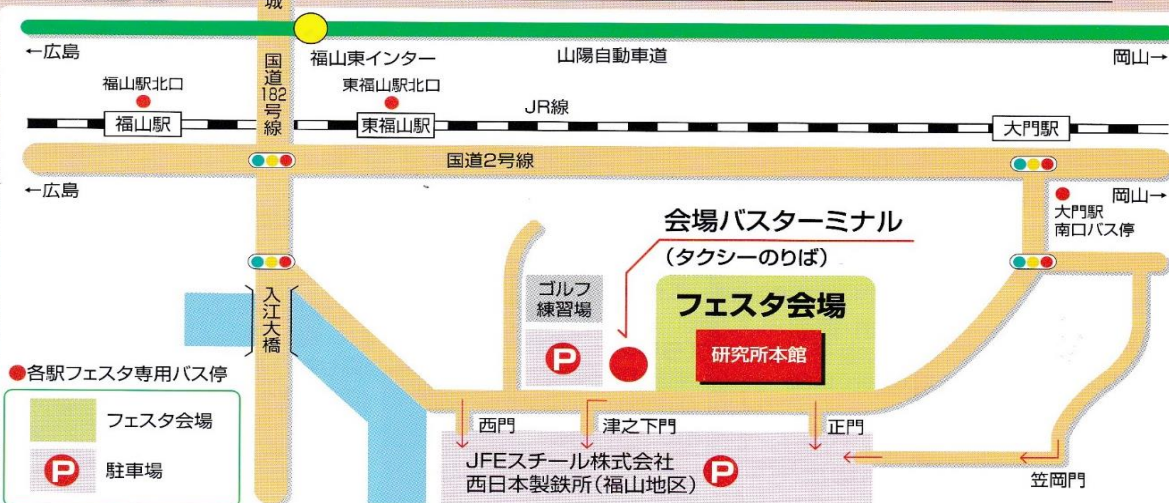 城
←広島
福山東インター
山陽自動車道
岡山→
国道182号線
福山駅北口
東福山駅北口
JR線
福山駅
東福山駅
大門駅
国道2号線
←広島
岡山→
大門駅
南口バス停
会場バスターミナル
(タクシーのりば)
ゴルフ
練習場
フェスタ会場
研究所本館
P
入江大橋
●各駅フェスタ専用バス停
フェスタ会場
P
駐車場
西門
津之下門
正門
JFEスチール株式会社
西日本製鉄所(福山地区)
P
笠岡門